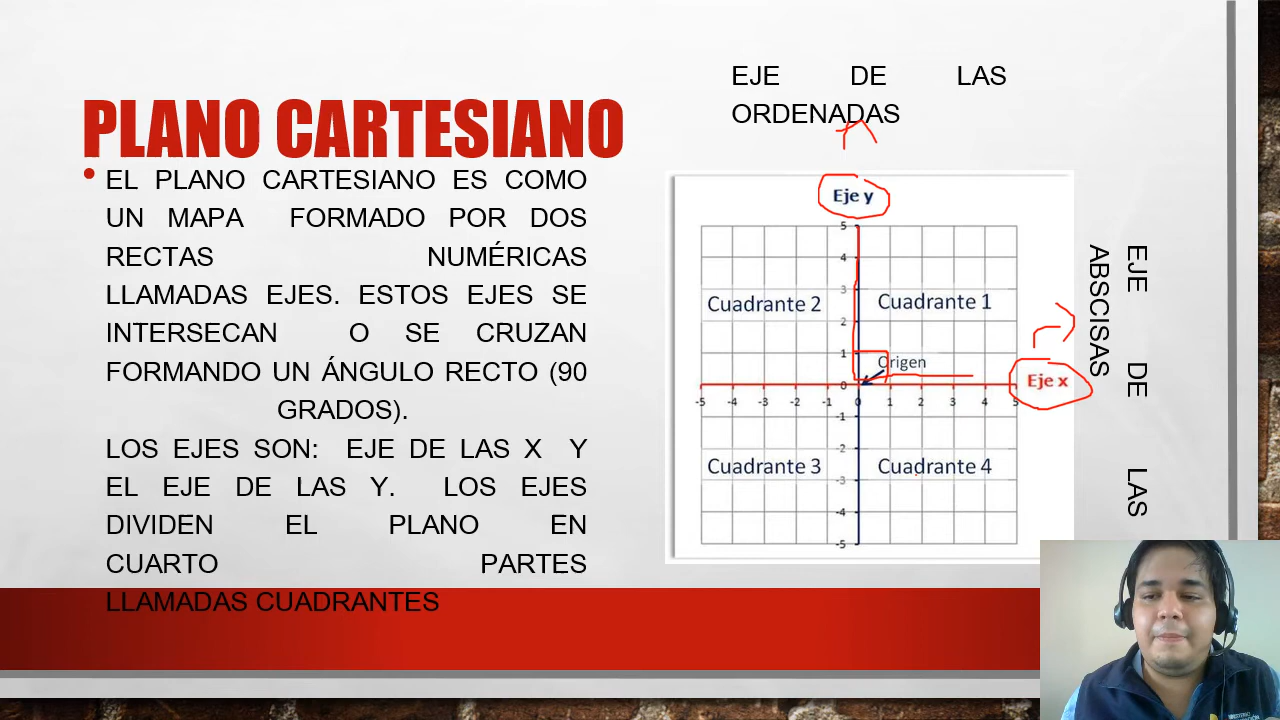 PLANO CARTESIANO
• EL PLANO CARTESIANO ES COMO
UN MAPA FORMADO POR DOS
RECTAS NUMÉRICAS
LLAMADAS EJES. ESTOS EJES SE
INTERSECAN O SE CRUZAN
FORMANDO UN ÁNGULO RECTO (90
GRADOS).
LOS EJES SON: EJE DE LAS X Y
EL EJE DE LAS Y. LOS EJES
DIVIDEN EL PLANO EN
CUARTO PARTES
LLAMADAS CUADRANTES
EJE DE LAS
ORDENADAS
Eje y
5
4
3
2
1
0
-1
-2
-3
-4
-5
Cuadrante 2
Cuadrante 1
Origen
Eje x
-5 -4 -3 -2 -1 0 1 2 3 4 5
Cuadrante 3
Cuadrante 4
EJE DE LAS
ABSCISAS